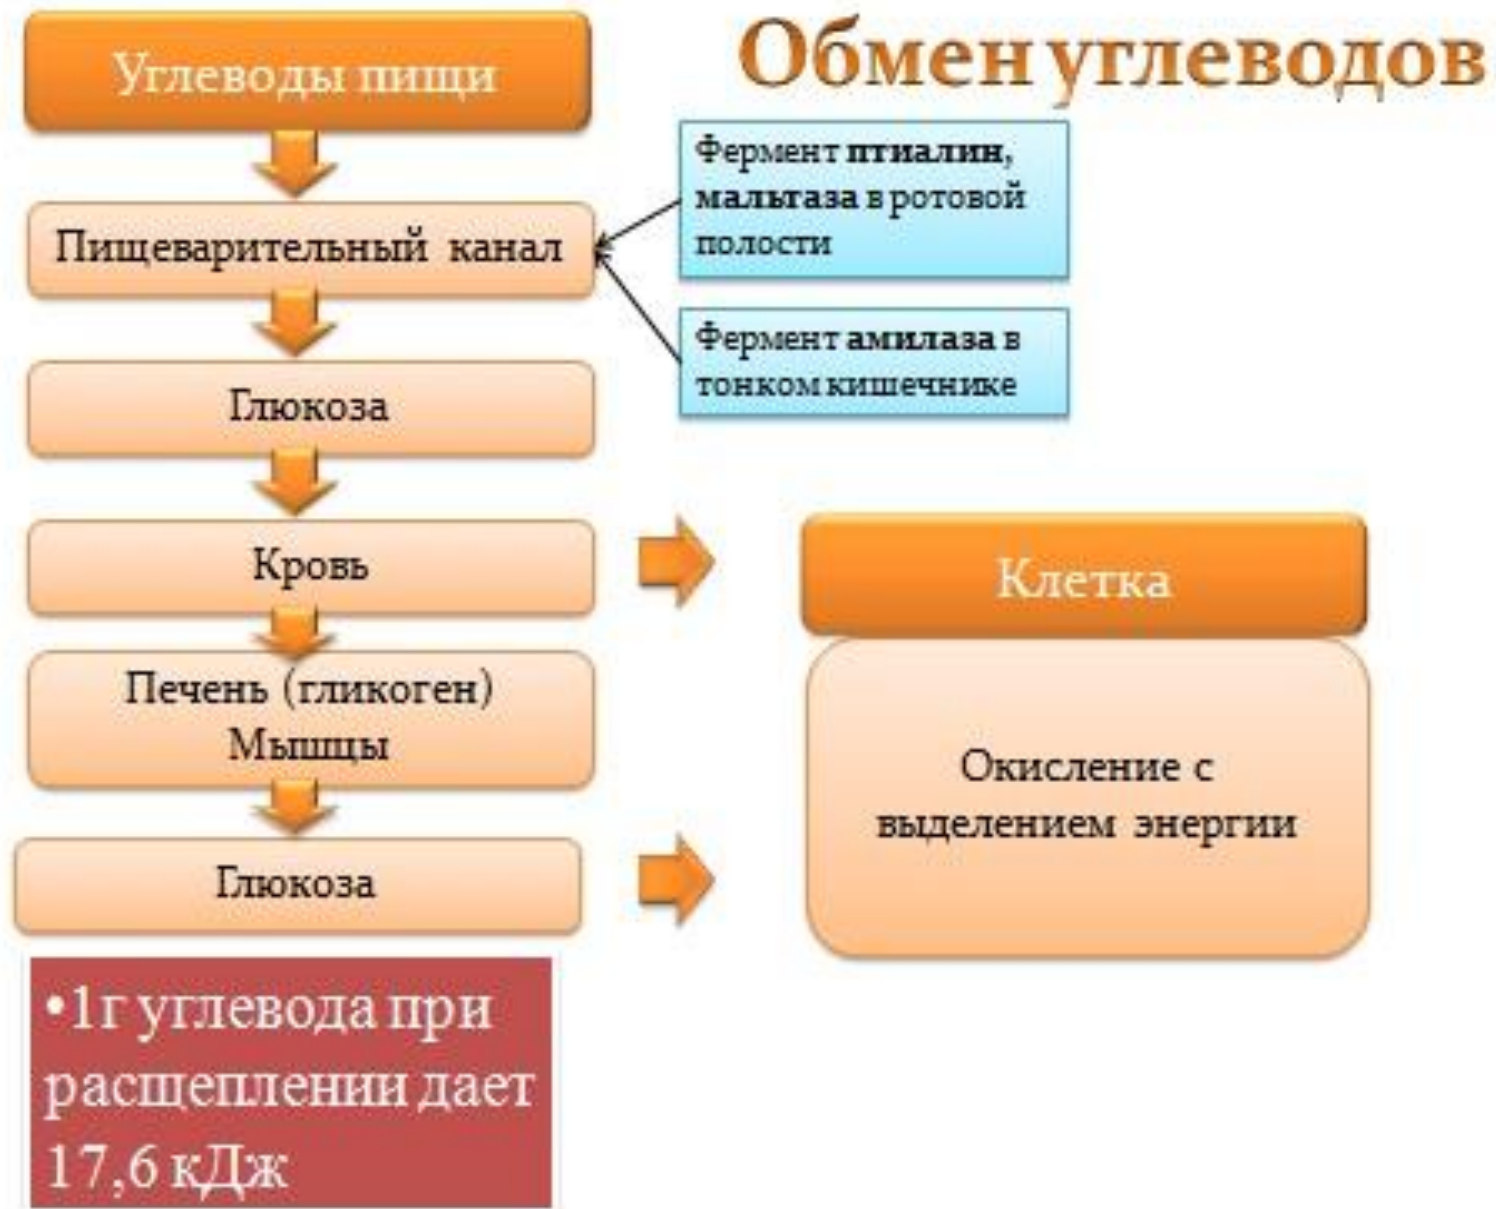 Обмен углеводов
Углеводы пищи
Фермент птиалин,
мальтаза в ротовой
полости
Пищеварительный канал
Фермент амилаза в
тонком кишечнике
Глюкоза
Кровь
Клетка
Печень (гликоген)
Мышцы
Окисление с
выделением энергии
Глюкоза
•1г углевода при
расщеплении дает
17,6 кДж